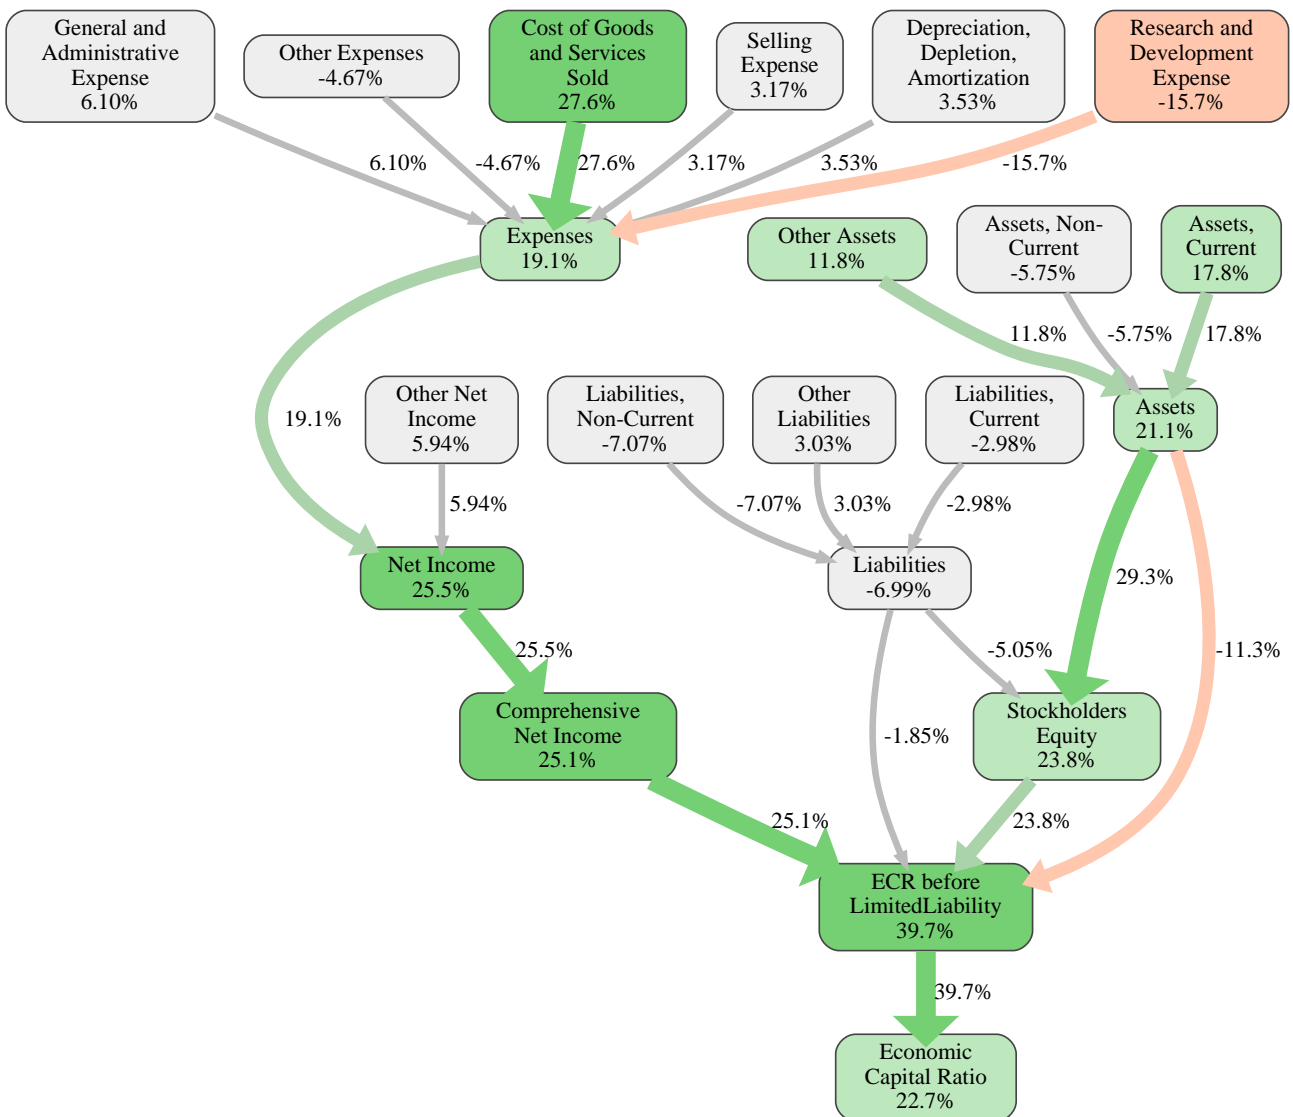 General and
Administrative
Expense
6.10%
Other Expenses
-4.67%
Cost of Goods
and Services
Sold
27.6%
Selling
Expense
3.17%
Depreciation,
Depletion,
Amortization
3.53%
Research and
Development
Expense
-15.7%
6.10%
-4.67%
27.6%
3.17%
3.53%
-15.7%
Expenses
19.1%
Other Assets
11.8%
Assets, Non-
Current
-5.75%
Assets,
Current
17.8%
11.8%
-5.75%
17.8%
19.1%
Other Net
Income
5.94%
Liabilities,
Non-Current
-7.07%
Other
Liabilities
3.03%
Liabilities,
Current
-2.98%
Assets
21.1%
5.94%
-7.07%
3.03%
-2.98%
Net Income
25.5%
Liabilities
-6.99%
29.3%
25.5%
-5.05%
-11.3%
Comprehensive
Net Income
25.1%
Stockholders
Equity
23.8%
-1.85%
25.1%
23.8%
ECR before
LimitedLiability
39.7%
39.7%
Economic
Capital Ratio
22.7%